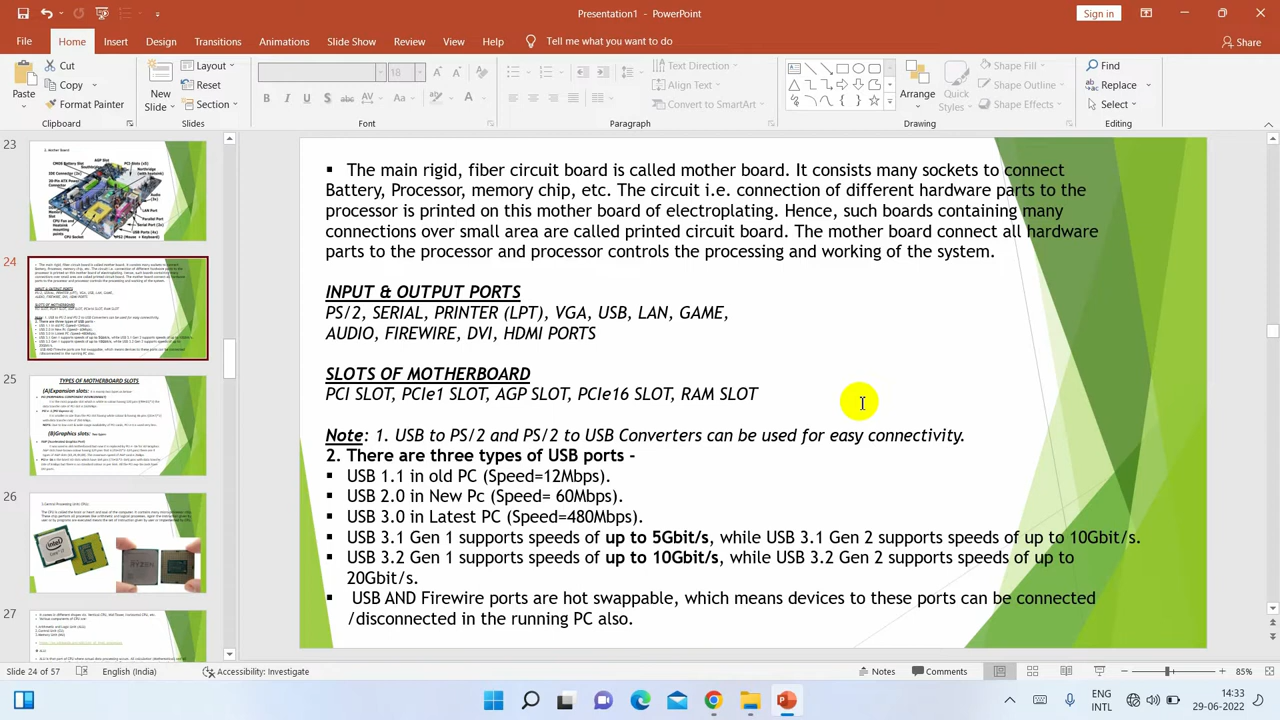 Presentation1 - PowerPoint
Sign in
File Home Insert Design Transitions Animations Slide Show Review View Help Tell me what you want to do Share
Cut
Copy
Format Painter
Paste
Clipboard
New Slide
Layout
Reset
Section
Slides
18
Font
Text Direction
Align Text
Convert to SmartArt
Paragraph
Arrange
Quick Styles
Shape Fill
Shape Outline
Shape Effects
Drawing
Find
Replace
Select
Editing
23
24
25
TYPES OF MOTHERBOARD SLOTS
(A)Expansion slots:
(B)Graphics slots:
26
27
The main rigid, finer circuit board is called mother board. It consists many sockets to connect
Battery, Processor, memory chip, etc. The circuit i.e. connection of different hardware parts to the
processor is printed on this mother board of electroplating. Hence, such boards containing many
connections over small area are called printed circuit board. The mother board connect all hardware
parts to the processor and processor controls the processing and working of the system.
INPUT & OUTPUT PORTS
PS/2, SERIAL, PRINTER (LPT), VGA, USB, LAN, GAME,
AUDIO, FIREWIRE, DVI, HDMI PORTS
SLOTS OF MOTHERBOARD
PCI SLOT, PCIe1 SLOT, AGP SLOT, PCIe16 SLOT, RAM SLOT
Note: 1. USB to PS/2 and PS/2 to USB Converters can be used for easy connectivity.
2. There are three types of USB ports -
▪ USB 1.1 in old PC (Speed=12Mbps).
▪ USB 2.0 in New PC(Speed= 60Mbps).
▪ USB 3.0 in Latest PC (Speed=480Mbps).
▪ USB 3.1 Gen 1 supports speeds of up to 5Gbit/s, while USB 3.1 Gen 2 supports speeds of up to 10Gbit/s.
▪ USB 3.2 Gen 1 supports speeds of up to 10Gbit/s, while USB 3.2 Gen 2 supports speeds of up to
20Gbit/s.
▪ USB AND Firewire ports are hot swappable, which means devices to these ports can be connected
/disconnected in the running PC also.
Slide 24 of 57 English (India) Accessibility: Investigate Notes Comments 85%
ENG
INTL
14:33
29-06-2022